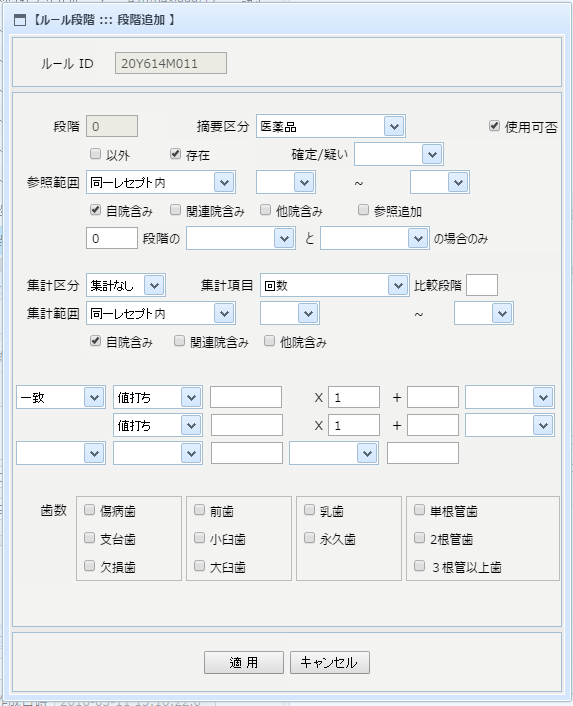 【ルール段階 ::: 段階追加 】
ルール ID 20Y614M011
段階 0 摘要区分 医薬品 使用可否
以外 存在 確定/疑い
参照範囲 同一レセプト内 ~
自院含み 関連院含み 他院含み 参照追加
0 段階の と の場合のみ
集計区分 集計なし 集計項目 回数 比較段階
集計範囲 同一レセプト内 ~
自院含み 関連院含み 他院含み
一致 値打ち X 1 +
値打ち X 1 +
歯数 傷病歯 前歯 乳歯 単根管歯
支台歯 小臼歯 永久歯 2根管歯
欠損歯 大臼歯 3根管以上歯
適用 キャンセル